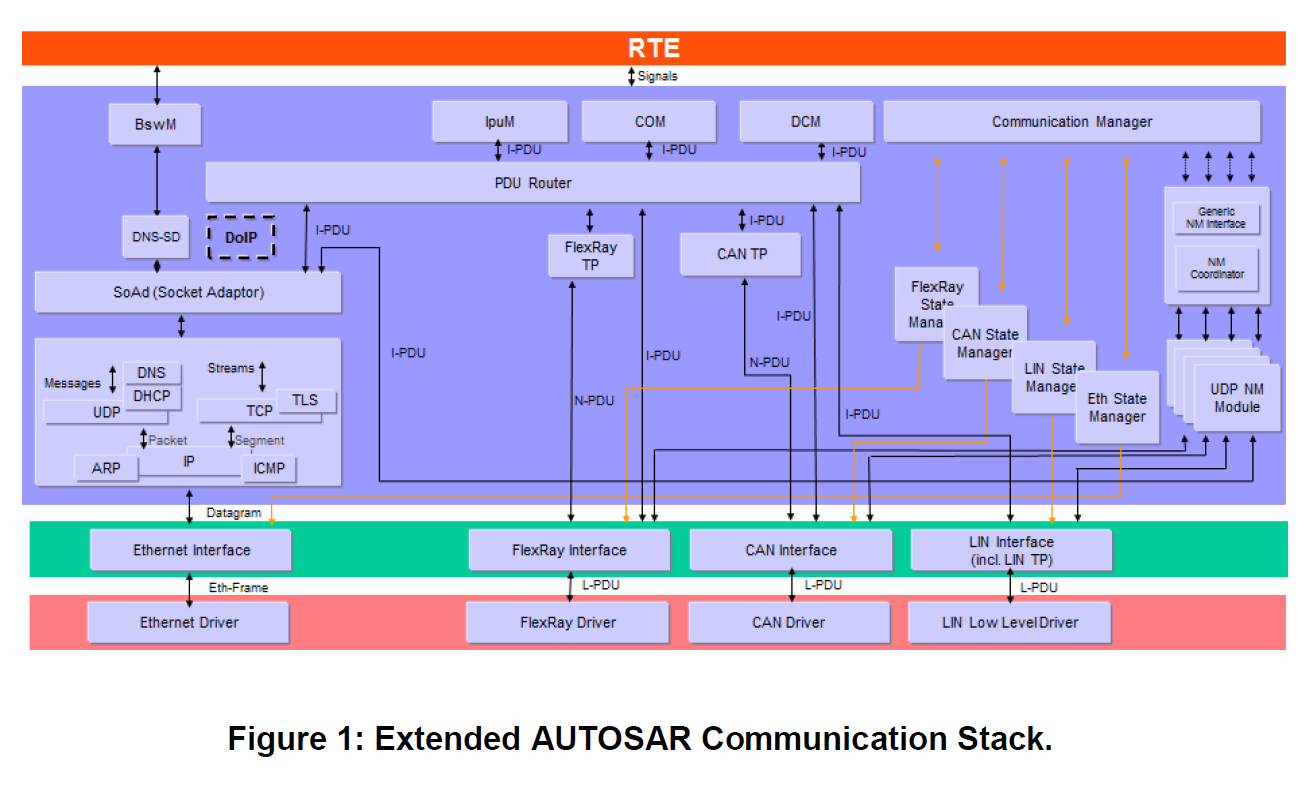 RTE
Signals
BswM
IpuM
COM
DCM
Communication Manager
I-PDU
I-PDU
I-PDU
PDU Router
Generic
NM Interface
NM
Coordinator
DNS-SD
DoIP
I-PDU
FlexRay
TP
I-PDU
CAN TP
SoAd (Socket Adaptor)
FlexRay
State
Manag
CAN State
Manager
LIN State
Manage
Eth State
Manager
UDP NM
Module
I-PDU
I-PDU
I-PDU
N-PDU
N-PDU
I-PDU
Messages
DNS
DHCP
UDP
Streams
TLS
TCP
Packet
Segment
ARP
IP
ICMP
Datagram
Ethernet Interface
FlexRay Interface
CAN Interface
LIN Interface
(incl. LIN TP)
Eth-Frame
L-PDU
L-PDU
L-PDU
Ethernet Driver
FlexRay Driver
CAN Driver
LIN Low Level Driver
Figure 1: Extended AUTOSAR Communication Stack.